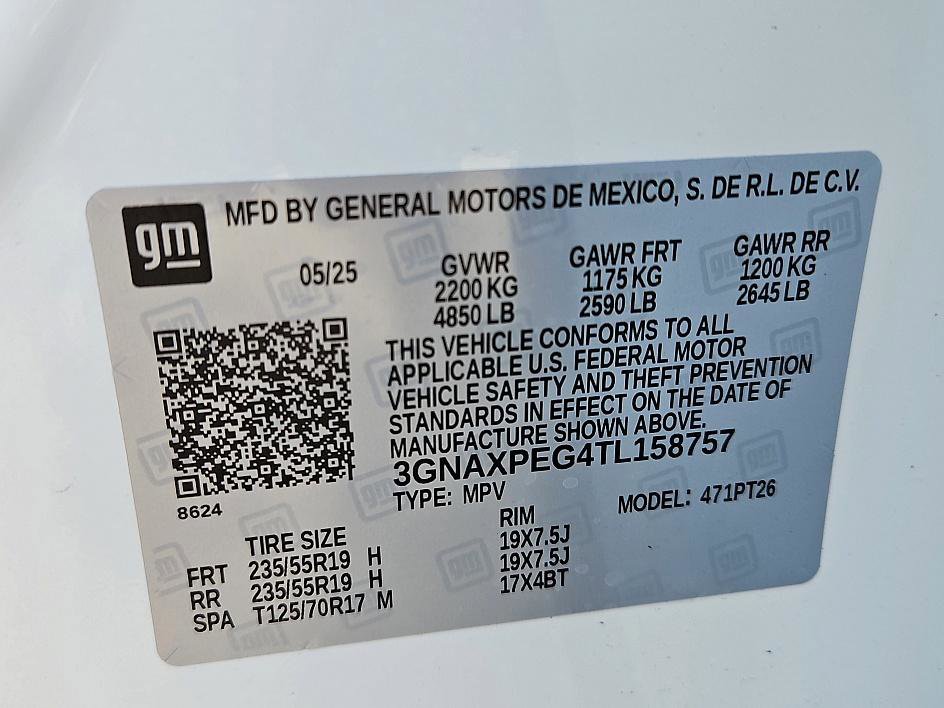 gm
MFD BY GENERAL MOTORS DE MEXICO, S. DE R.L. DE C.V.
05/25
GVWR GAWR FRT GAWR RR
2200 KG 1175 KG 1200 KG
4850 LB 2590 LB 2645 LB
THIS VEHICLE CONFORMS TO ALL
APPLICABLE U.S. FEDERAL MOTOR
VEHICLE SAFETY AND THEFT PREVENTION
STANDARDS IN EFFECT ON THE DATE OF
MANUFACTURE SHOWN ABOVE.
3GNAXPEG4TL158757
TYPE: MPV MODEL: 471PT26
8624
TIRE SIZE RIM
FRT 235/55R19 H 19X7.5J
RR 235/55R19 H 19X7.5J
SPA T125/70R17 M 17X4BT